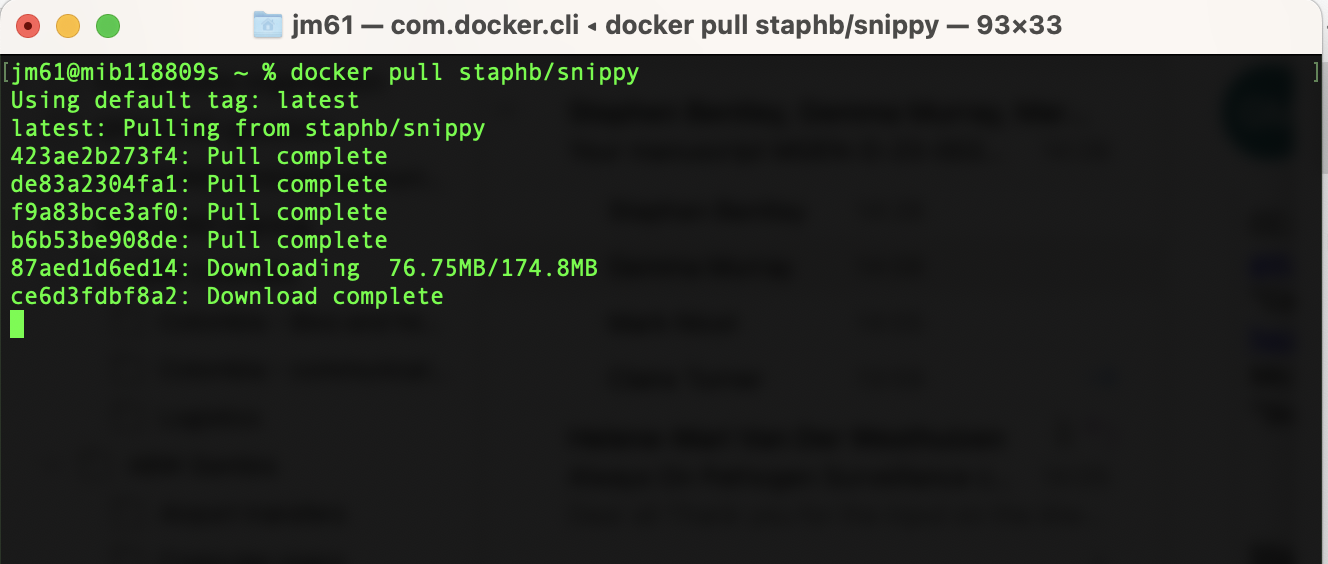 jm61 — com.docker.cli ◂ docker pull staphb/snippy — 93×33
[jm61@mib118809s ~ % docker pull staphb/snippy ]
Using default tag: latest
latest: Pulling from staphb/snippy
423ae2b273f4: Pull complete
de83a2304fa1: Pull complete
f9a83bce3af0: Pull complete
b6b53be908de: Pull complete
87aed1d6ed14: Downloading  76.75MB/174.8MB
ce6d3fdbf8a2: Download complete